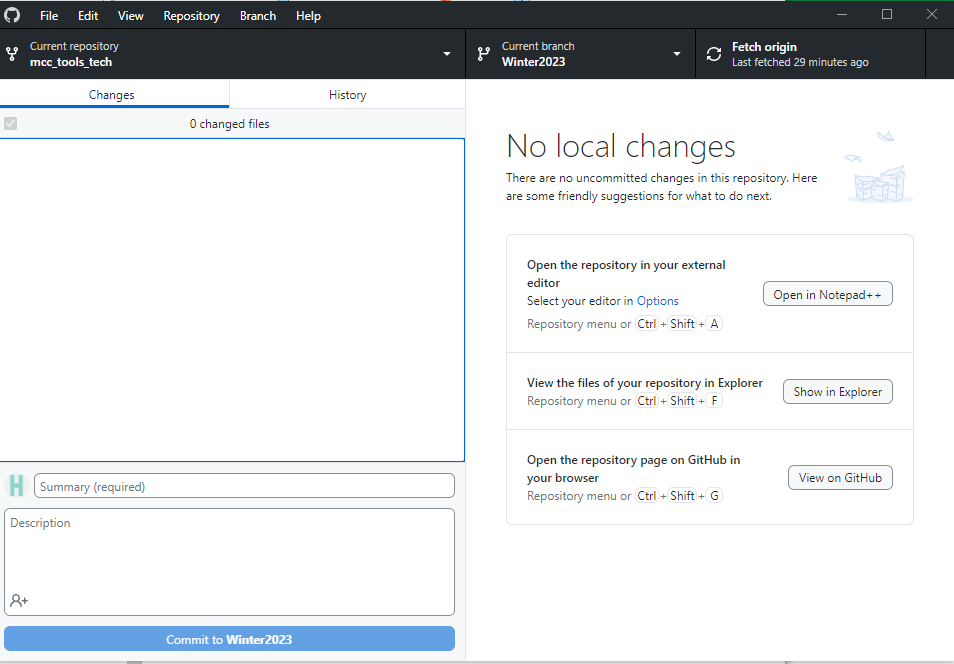 File Edit View Repository Branch Help
Current repository
mcc_tools_tech
Current branch
Winter2023
Fetch origin
Last fetched 29 minutes ago
Changes
History
0 changed files
H
Summary (required)
Description
Commit to Winter2023
No local changes
There are no uncommitted changes in this repository. Here
are some friendly suggestions for what to do next.
Open the repository in your external
editor
Select your editor in Options
Repository menu or Ctrl + Shift + A
Open in Notepad++
View the files of your repository in Explorer
Repository menu or Ctrl + Shift + F
Show in Explorer
Open the repository page on GitHub in
your browser
Repository menu or Ctrl + Shift + G
View on GitHub